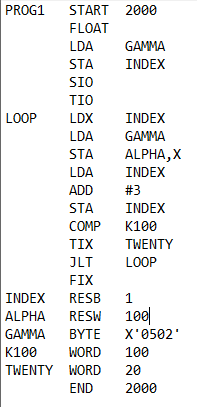 PROG1 START 2000
FLOAT
LDA GAMMA
STA INDEX
SIO
TIO
LOOP LDX INDEX
LDA GAMMA
STA ALPHA,X
LDA INDEX
ADD #3
STA INDEX
COMP K100
TIX TWENTY
JLT LOOP
FIX
INDEX RESB 1
ALPHA RESW 100
GAMMA BYTE X'0502'
K100 WORD 100
TWENTY WORD 20
END 2000